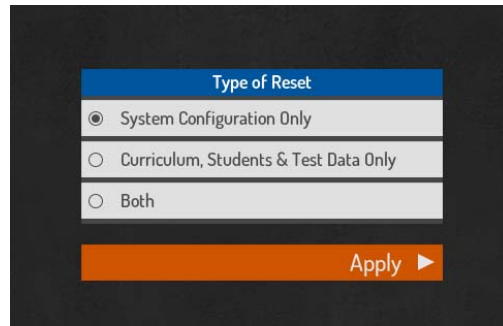 Type of Reset
System Configuration Only
Curriculum, Students & Test Data Only
Both
Apply